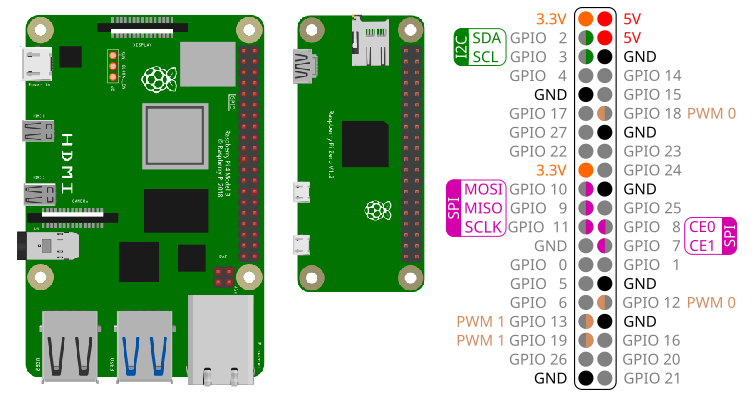 (DISPLAY)
Power in
HDMI
CAMERA
Raspberry Pi 4 Model B
© Raspberry Pi 2018
USB2
USB3
3.3V 5V
I2C SDA GPIO 2 5V
SCL GPIO 3 GND
GPIO 4 GPIO 14
GND GPIO 15
GPIO 17 GPIO 18 PWM 0
GPIO 27 GND
GPIO 22 GPIO 23
3.3V GPIO 24
SPI MOSI GPIO 10 GND
MISO GPIO 9 GPIO 25
SCLK GPIO 11 GPIO 8 CE0 SPI
GND GPIO 7 CE1
GPIO 0 GPIO 1
GPIO 5 GND
GPIO 6 GPIO 12 PWM 0
PWM 1 GPIO 13 GND
PWM 1 GPIO 19 GPIO 16
GPIO 26 GPIO 20
GND GPIO 21